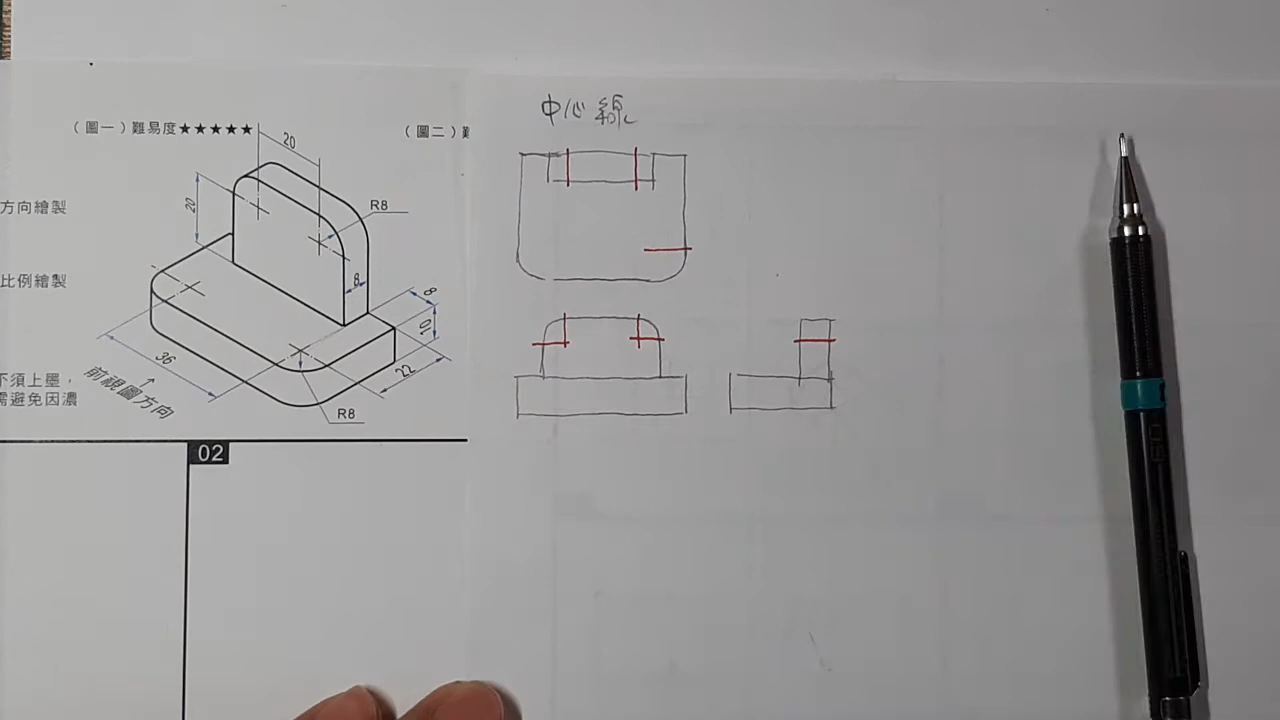 (圖一)難易度★★★★★
(圖二)難
中心線
20
20
R8
方向繪製
比例繪製
8
8
10
22
36
前視圖方向
R8
不須上墨，
需避免因濃
02